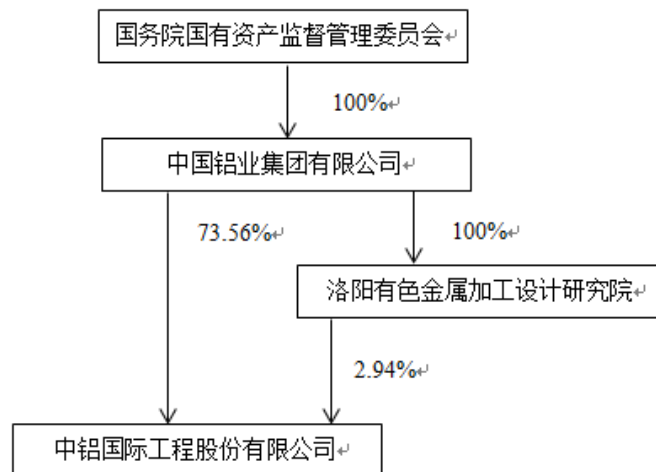 国务院国有资产监督管理委员会↵
100%↵
中国铝业集团有限公司↵
73.56%↵
100%↵
洛阳有色金属加工设计研究院↵
2.94%↵
中铝国际工程股份有限公司↵